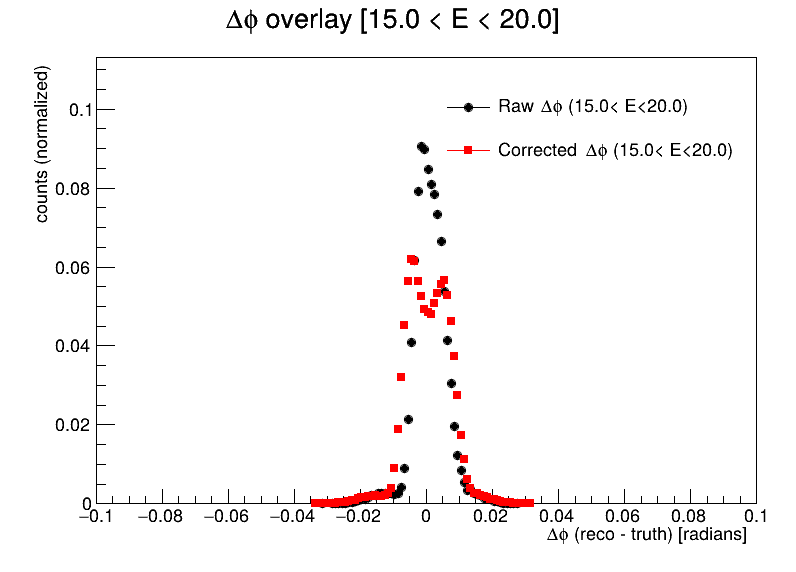 Δϕ overlay [15.0 < E < 20.0]
counts (normalized)
0.1
0.08
0.06
0.04
0.02
0
Raw Δϕ (15.0< E<20.0)
Corrected Δϕ (15.0< E<20.0)
−0.1 −0.08 −0.06 −0.04 −0.02 0 0.02 0.04 0.06 0.08 0.1
Δϕ (reco - truth) [radians]